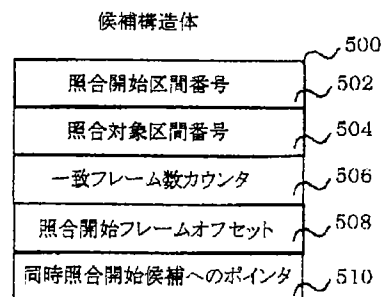 候補構造体
500
照合開始区間番号 502
照合対象区間番号 504
一致フレーム数カウンタ 506
照合開始フレームオフセット 508
同時照合開始候補へのポインタ 510